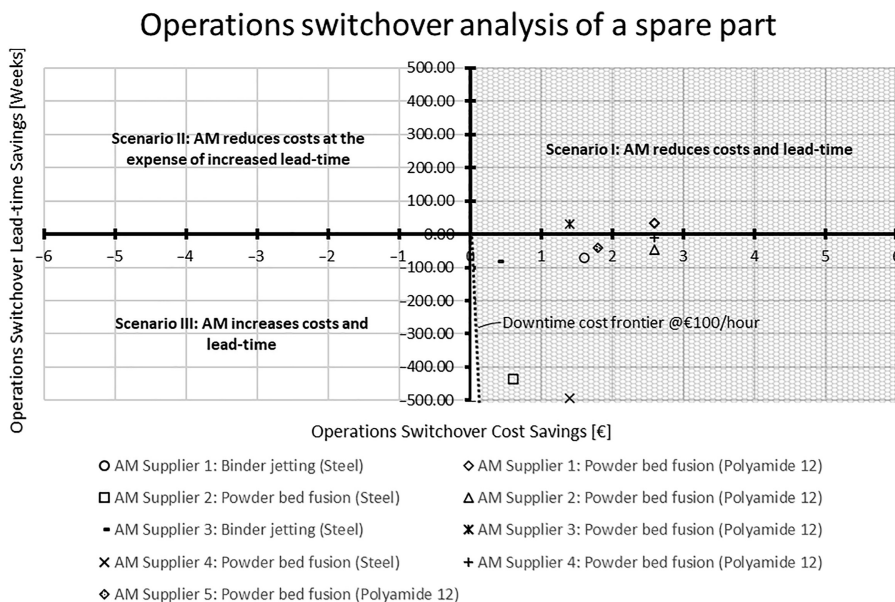 Operations switchover analysis of a spare part
Operations Switchover Lead-time Savings [Weeks]
500.00
400.00
300.00
200.00
100.00
0.00
−100.00
−200.00
−300.00
−400.00
−500.00
−6 −5 −4 −3 −2 −1 0 1 2 3 4 5 6
Scenario II: AM reduces costs at the
expense of increased lead-time
Scenario I: AM reduces costs and lead-time
Scenario III: AM increases costs and
lead-time
Downtime cost frontier @€100/hour
Operations Switchover Cost Savings [€]
AM Supplier 1: Binder jetting (Steel)
AM Supplier 1: Powder bed fusion (Polyamide 12)
AM Supplier 2: Powder bed fusion (Steel)
AM Supplier 2: Powder bed fusion (Polyamide 12)
AM Supplier 3: Binder jetting (Steel)
AM Supplier 3: Powder bed fusion (Polyamide 12)
AM Supplier 4: Powder bed fusion (Steel)
AM Supplier 4: Powder bed fusion (Polyamide 12)
AM Supplier 5: Powder bed fusion (Polyamide 12)